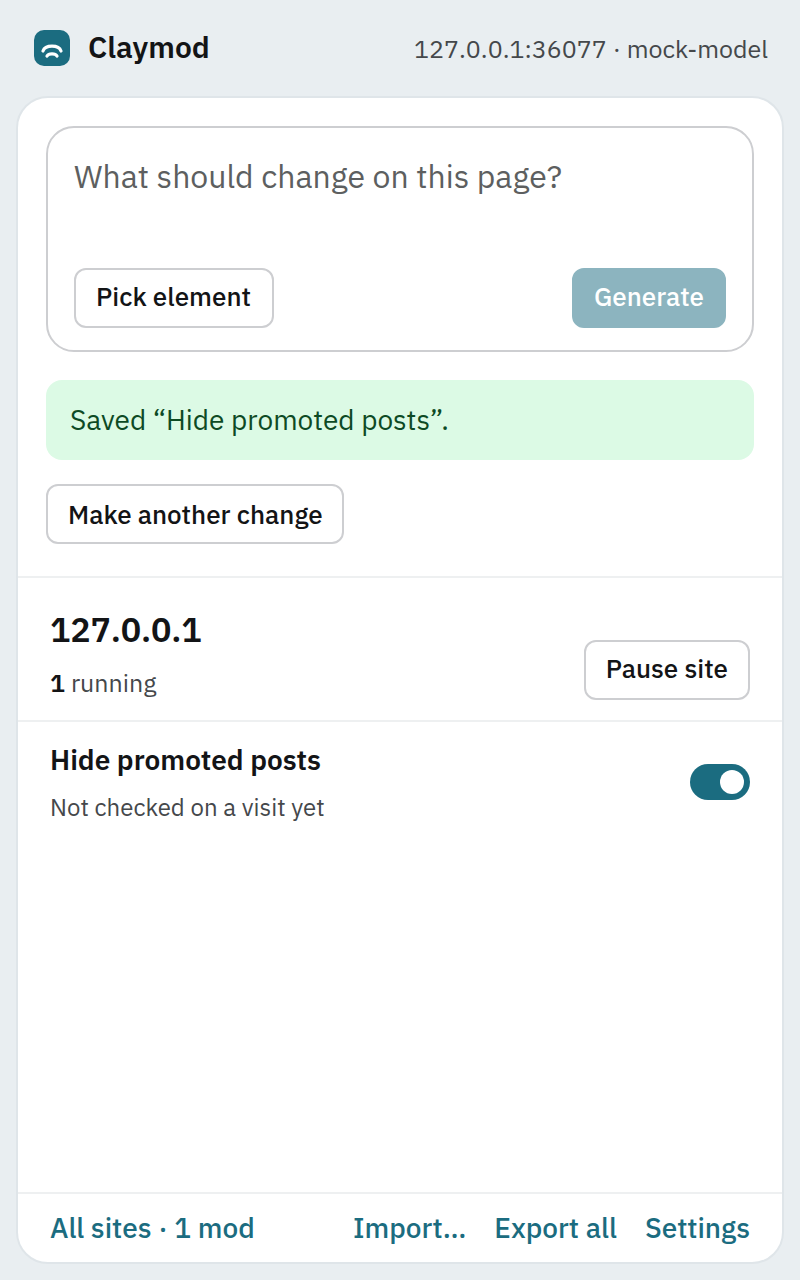 Claymod
127.0.0.1:36077 · mock-model
What should change on this page?
Pick element
Generate
Saved “Hide promoted posts”.
Make another change
127.0.0.1
1 running
Pause site
Hide promoted posts
Not checked on a visit yet
All sites · 1 mod
Import...
Export all
Settings